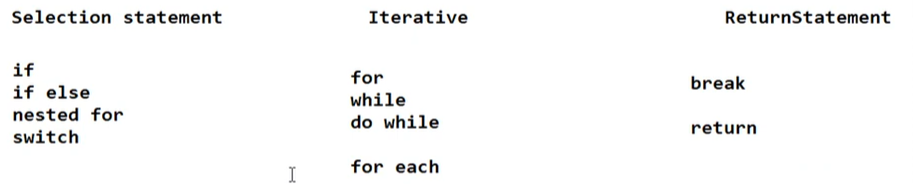 Selection statement
Iterative
ReturnStatement
if
if else
nested for
switch
for
while
do while
for each
break
return